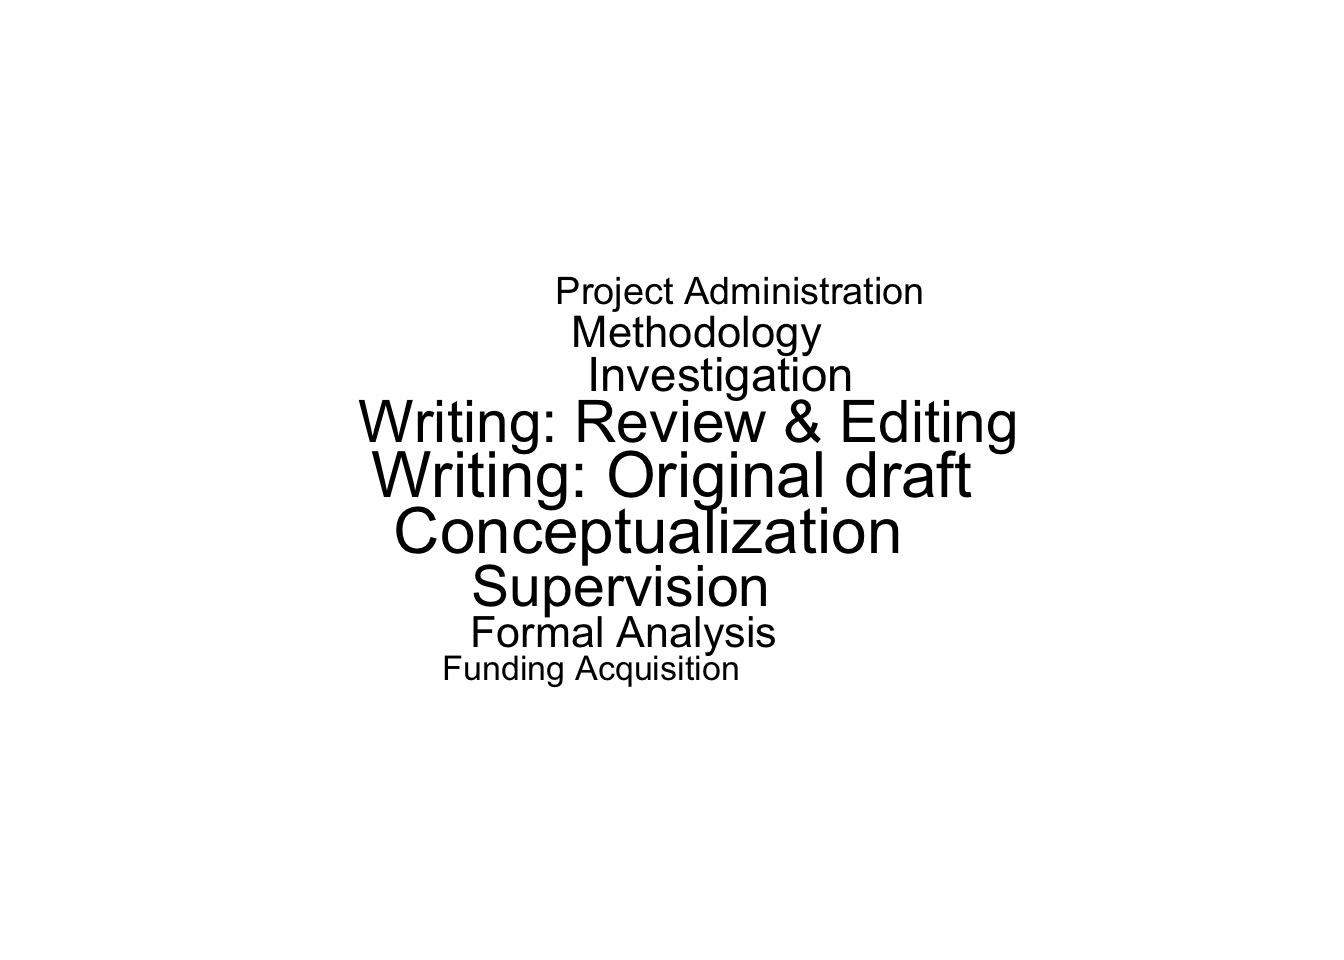 Project Administration
Methodology
Investigation
Writing: Review & Editing
Writing: Original draft
Conceptualization
Supervision
Formal Analysis
Funding Acquisition